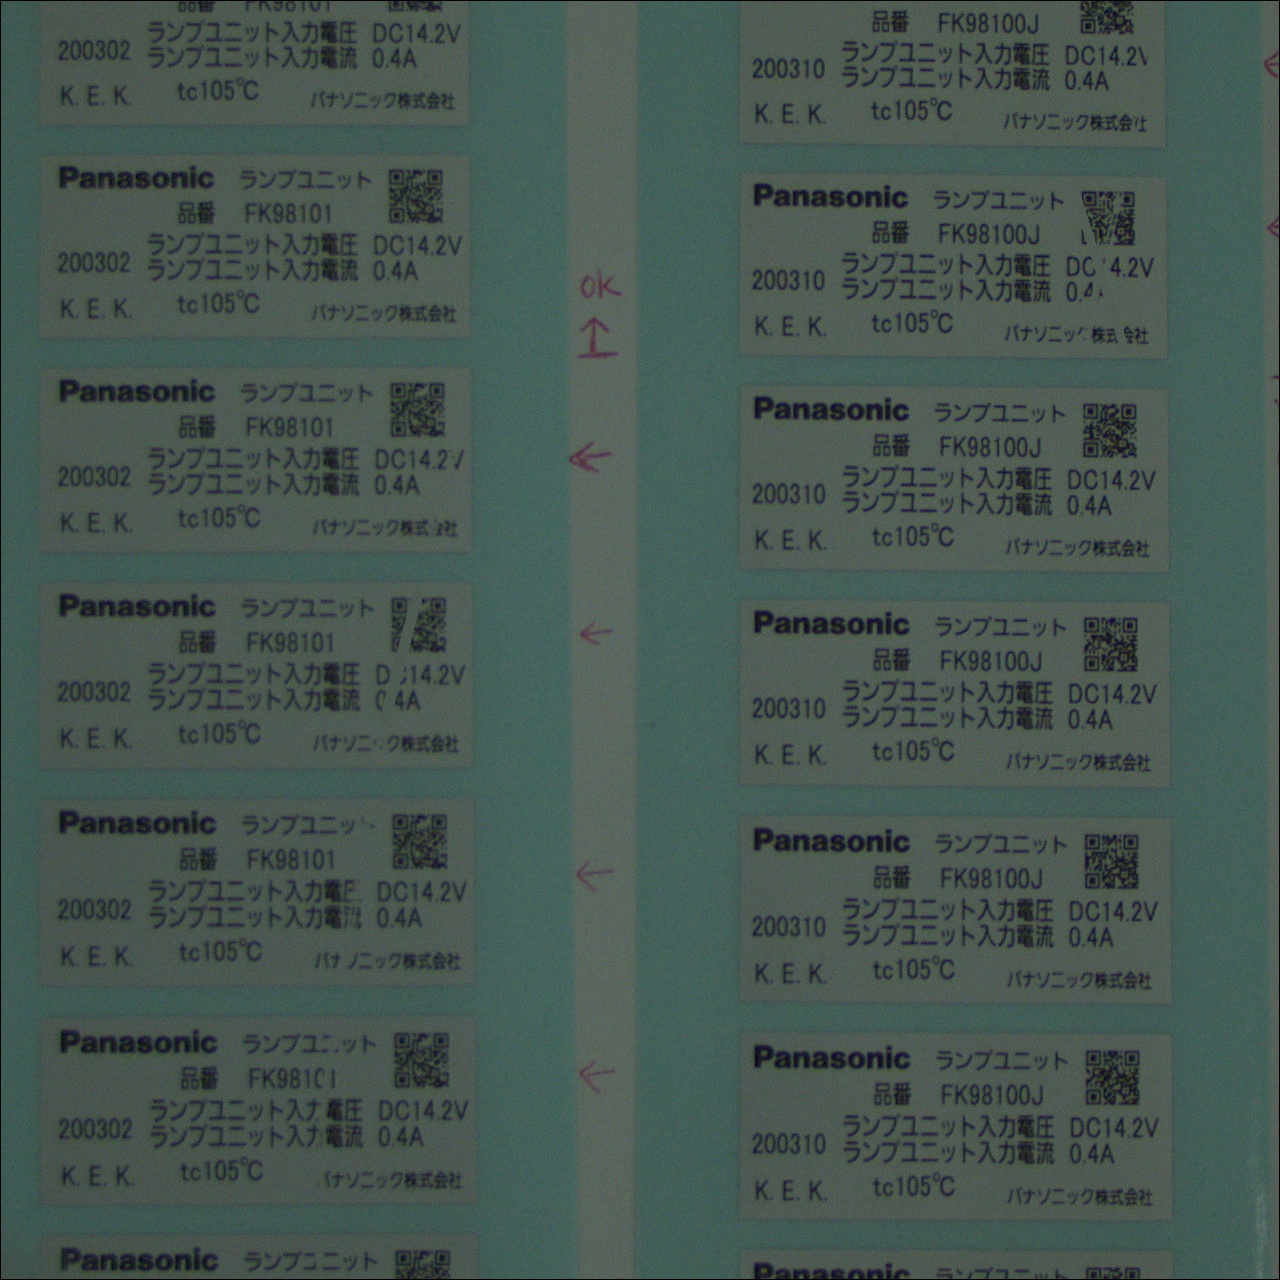 FK98101
ランプユニット入力電圧 DC14.2V
200302 ランプユニット入力電流 0.4A
K. E. K. tc105℃ パナソニック株式会社
Panasonic ランプユニット
品番 FK98101
ランプユニット入力電圧 DC14.2V
200302 ランプユニット入力電流 0.4A
K. E. K. tc105℃ パナソニック株式会社
Panasonic ランプユニット
品番 FK98101
ランプユニット入力電圧 DC14.2V
200302 ランプユニット入力電流 0.4A
K. E. K. tc105℃ パナソニック株式会社
Panasonic ランプユニット
品番 FK98101
ランプユニット入力電圧 D 14.2V
200302 ランプユニット入力電流 4A
K. E. K. tc105℃ パナソニック株式会社
Panasonic ランプユニッ
品番 FK98101
ランプユニット入力電圧 DC14.2V
200302 ランプユニット入力電流 0.4A
K. E. K. tc105℃ パナソニック株式会社
Panasonic ランプユニット
品番 FK98101
ランプユニット入力電圧 DC14.2V
200302 ランプユニット入力電流 0.4A
K. E. K. tc105℃ パナソニック株式会社
Panasonic ランプユニット
ok
品番 FK98100J
ランプユニット入力電圧 DC14.2V
200310 ランプユニット入力電流 0.4A
K. E. K. tc105℃ パナソニック株式会社
Panasonic ランプユニット
品番 FK98100J
ランプユニット入力電圧 DC 4.2V
200310 ランプユニット入力電流 0.4
K. E. K. tc105℃ パナソニック株式会社
Panasonic ランプユニット
品番 FK98100J
ランプユニット入力電圧 DC14.2V
200310 ランプユニット入力電流 0.4A
K. E. K. tc105℃ パナソニック株式会社
Panasonic ランプユニット
品番 FK98100J
ランプユニット入力電圧 DC14.2V
200310 ランプユニット入力電流 0.4A
K. E. K. tc105℃ パナソニック株式会社
Panasonic ランプユニット
品番 FK98100J
ランプユニット入力電圧 DC14.2V
200310 ランプユニット入力電流 0.4A
K. E. K. tc105℃ パナソニック株式会社
Panasonic ランプユニット
品番 FK98100J
ランプユニット入力電圧 DC14.2V
200310 ランプユニット入力電流 0.4A
K. E. K. tc105℃ パナソニック株式会社
Panasonic ランプユニット